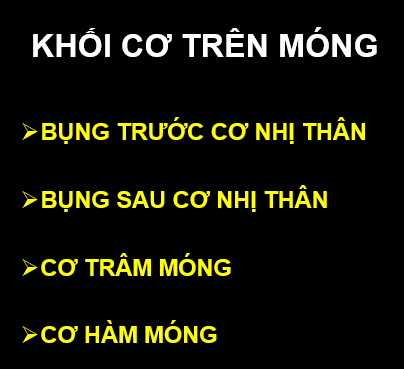 KHỐI CƠ TRÊN MÓNG
➢BỤNG TRƯỚC CƠ NHỊ THÂN
➢BỤNG SAU CƠ NHỊ THÂN
➢CƠ TRÂM MÓNG
➢CƠ HÀM MÓNG